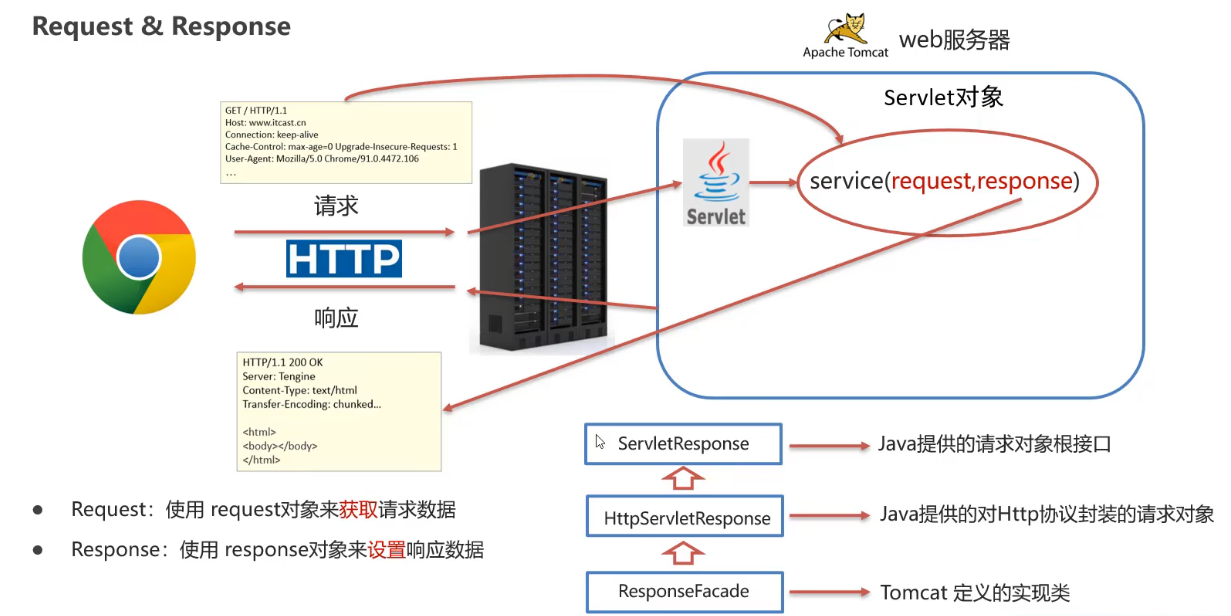 Request & Response
Apache Tomcat
web服务器
Servlet对象
GET / HTTP/1.1
Host: www.itcast.cn
Connection: keep-alive
Cache-Control: max-age=0 Upgrade-Insecure-Requests: 1
User-Agent: Mozilla/5.0 Chrome/91.0.4472.106
...
请求
HTTP
响应
Servlet
service(request,response)
HTTP/1.1 200 OK
Server: Tengine
Content-Type: text/html
Transfer-Encoding: chunked...
<html>
<body></body>
</html>
ServletResponse
Java提供的请求对象根接口
HttpServletResponse
Java提供的对Http协议封装的请求对象
ResponseFacade
Tomcat 定义的实现类
● Request：使用 request对象来获取请求数据
● Response：使用 response对象来设置响应数据